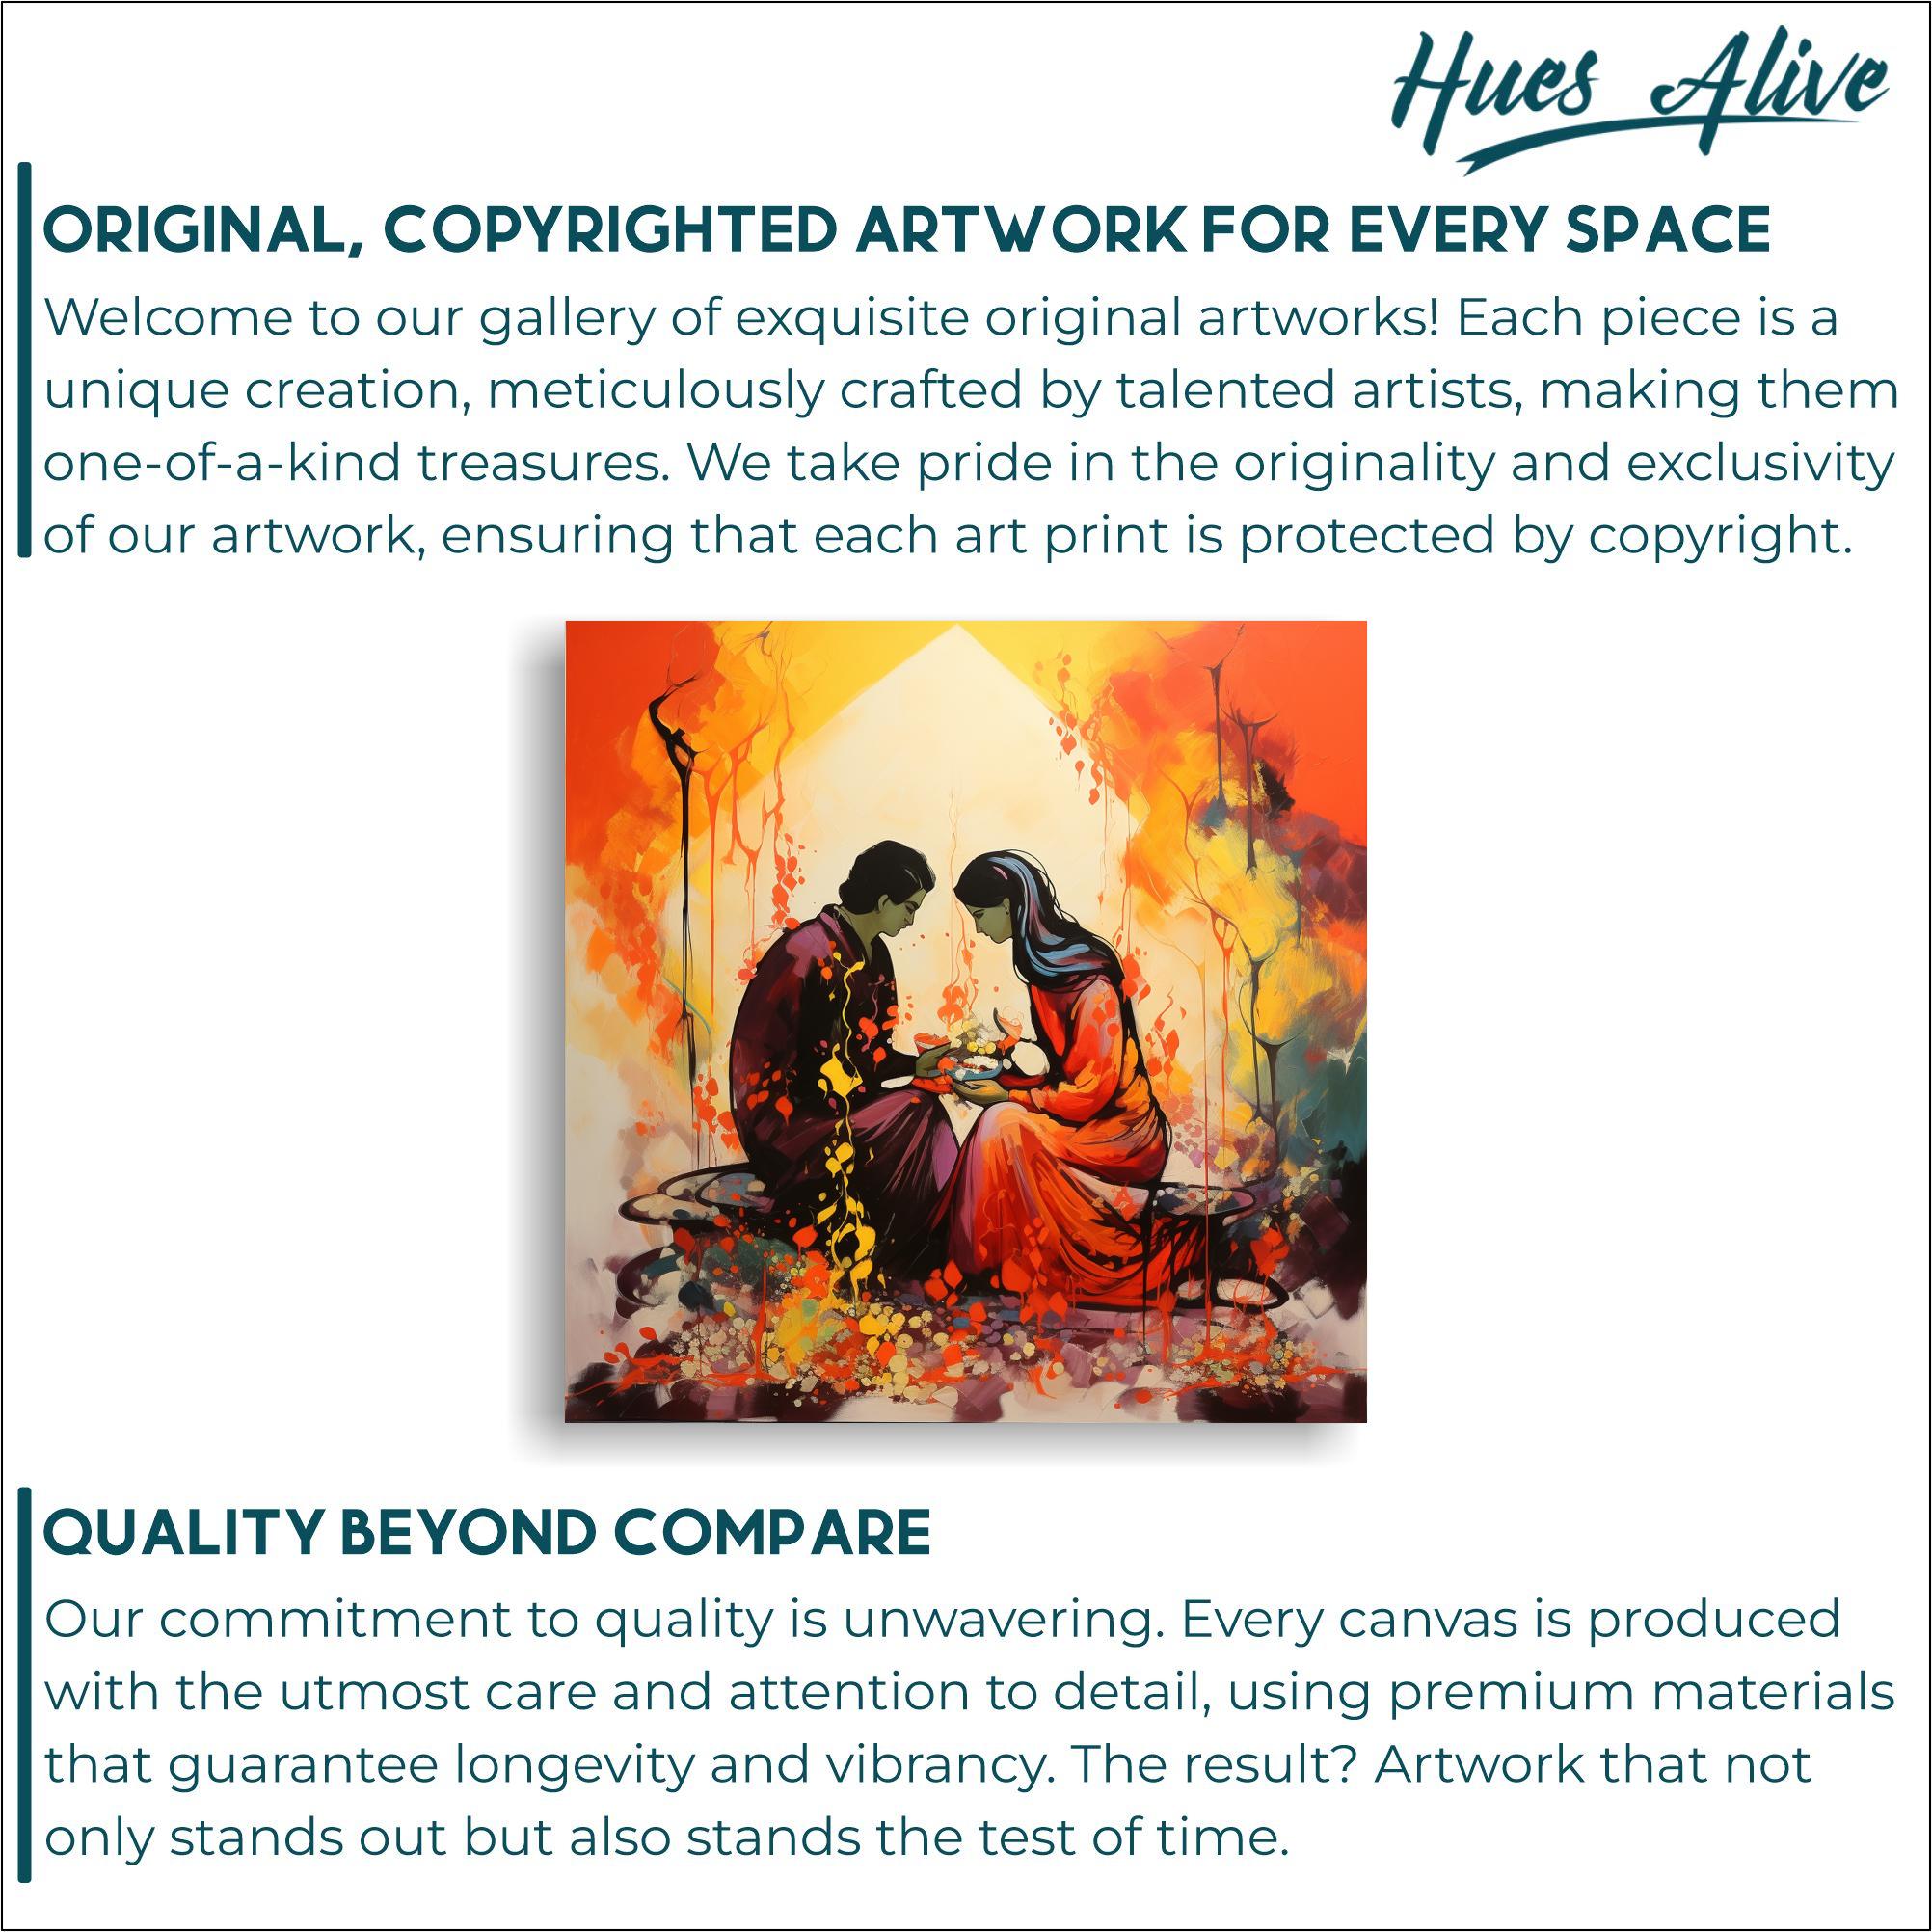 Hues Alive
ORIGINAL, COPYRIGHTED ARTWORK FOR EVERY SPACE
Welcome to our gallery of exquisite original artworks! Each piece is a
unique creation, meticulously crafted by talented artists, making them
one-of-a-kind treasures. We take pride in the originality and exclusivity
of our artwork, ensuring that each art print is protected by copyright.
QUALITY BEYOND COMPARE
Our commitment to quality is unwavering. Every canvas is produced
with the utmost care and attention to detail, using premium materials
that guarantee longevity and vibrancy. The result? Artwork that not
only stands out but also stands the test of time.